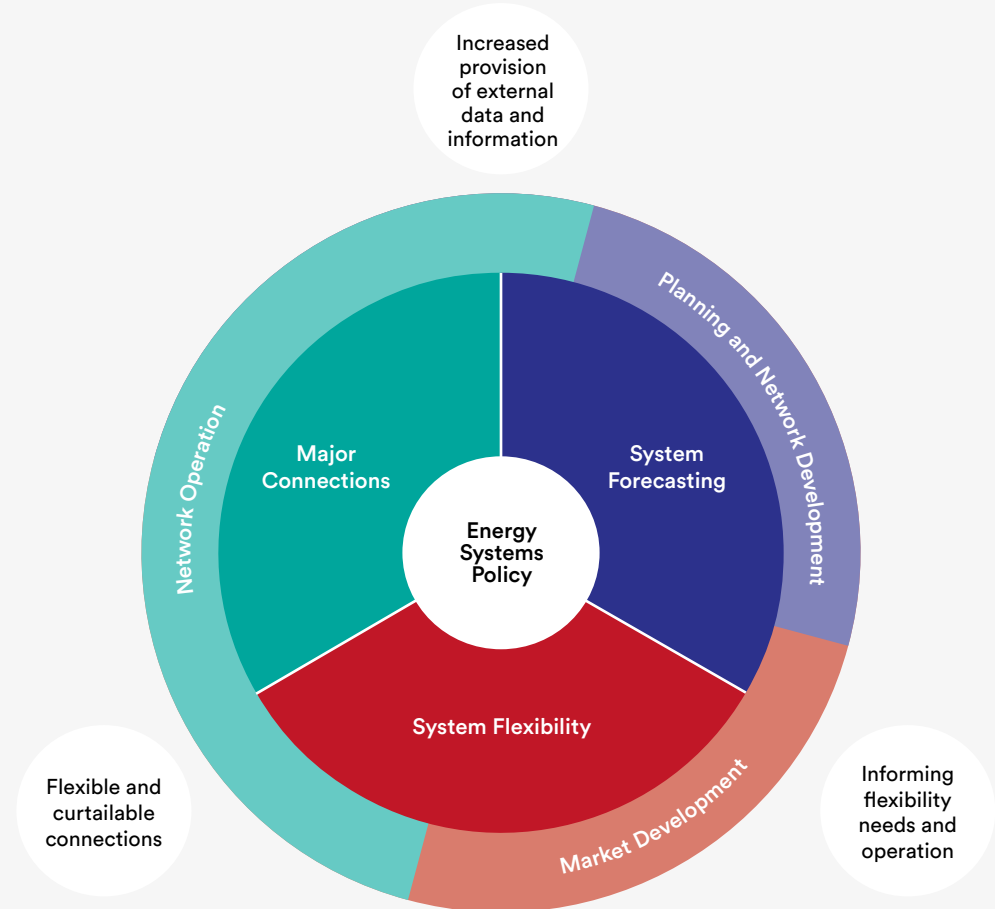 Increased
provision
of external
data and
information
Planning and Network Development
Network Operation
Major
Connections
System
Forecasting
Energy
Systems
Policy
System Flexibility
Market Development
Flexible and
curtailable
connections
Informing
flexibility
needs and
operation